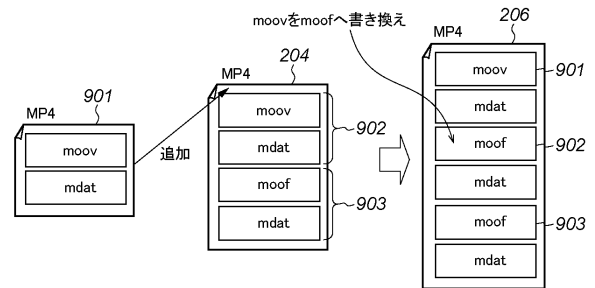 moovをmoofへ書き換え
206
MP4
moov
901
mdat
moof
902
mdat
moof
903
mdat
204
MP4
moov
902
mdat
moof
903
mdat
901
MP4
moov
mdat
追加